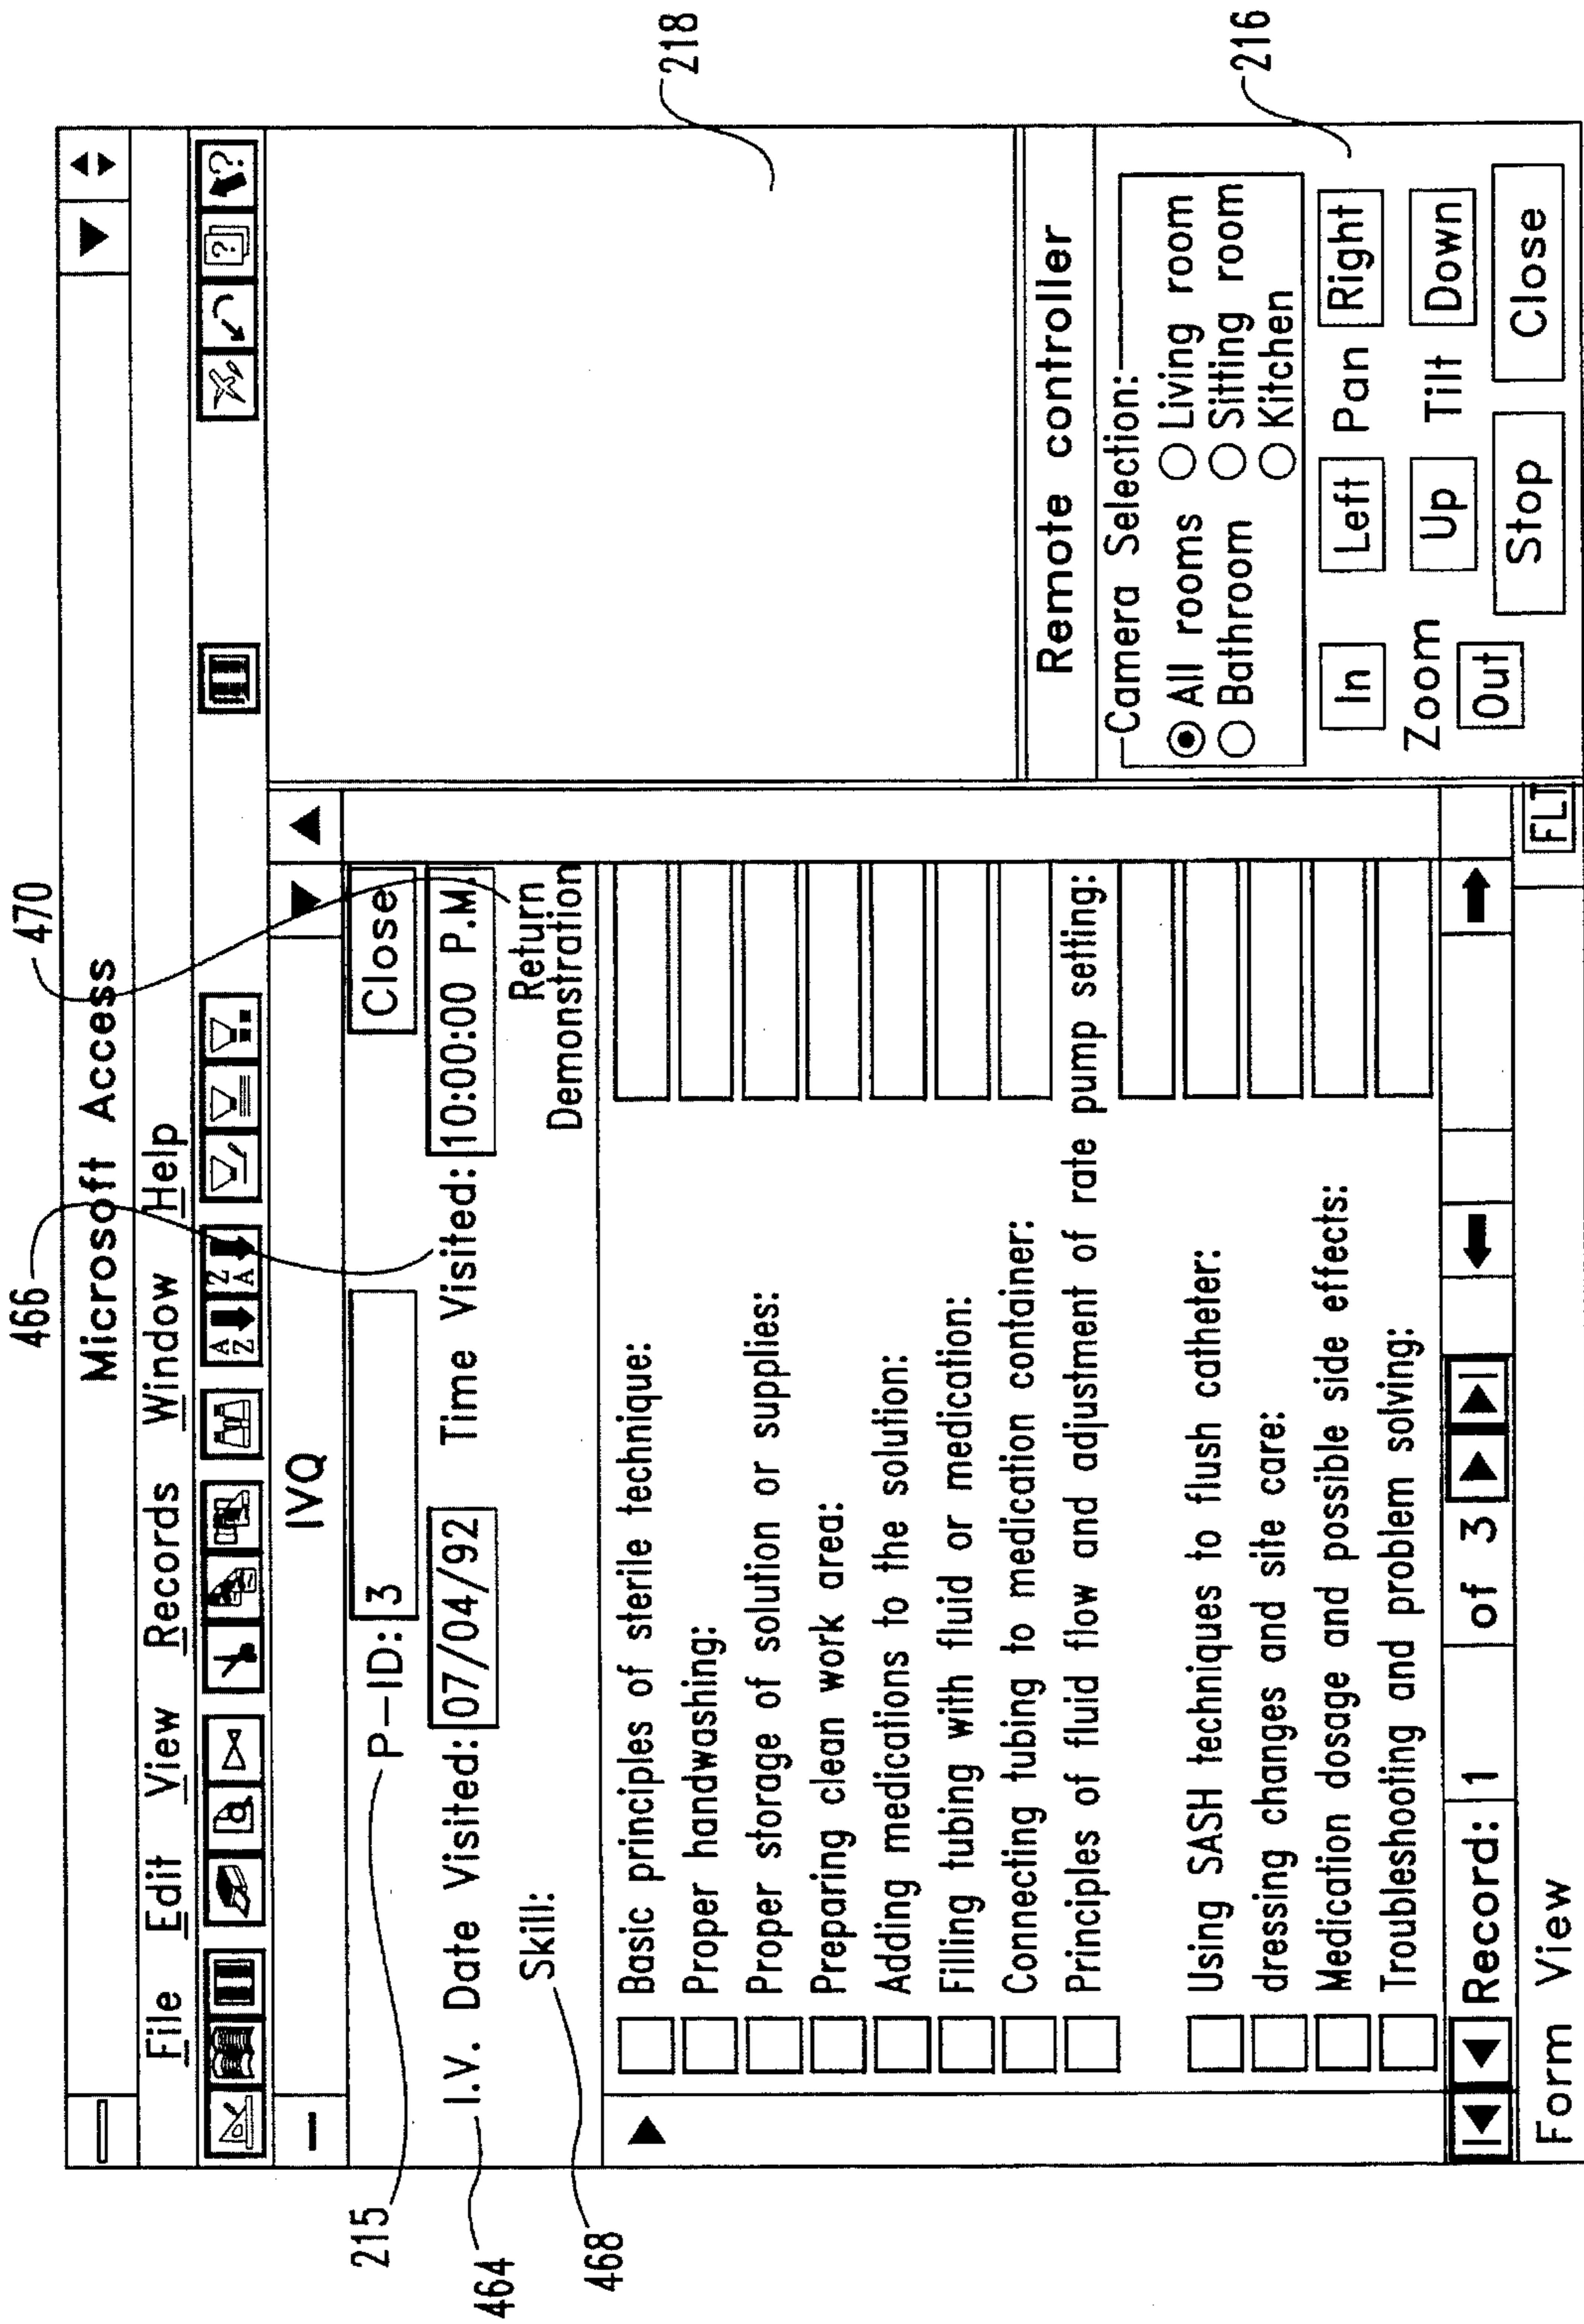 466
470
Microsoft Access
File Edit View Records Window Help
A Z Z A
? ?
IVQ
215
P-ID: 3
Close
464
I.V. Date Visited: 07/04/92 Time Visited: 10:00:00 P.M.
468
Skill:
Return
Demonstration
Basic principles of sterile technique:
Proper handwashing:
Proper storage of solution or supplies:
Preparing clean work area:
Adding medications to the solution:
Filling tubing with fluid or medication:
Connecting tubing to medication container:
Principles of fluid flow and adjustment of rate pump setting:
Using SASH techniques to flush catheter:
dressing changes and site care:
Medication dosage and possible side effects:
Troubleshooting and problem solving:
Record: 1 of 3
Form View
FLT
218
Remote controller
216
Camera Selection:
All rooms Living room
Bathroom Sitting room
Kitchen
In Left Pan Right
Zoom Up Tilt Down
Out Stop Close